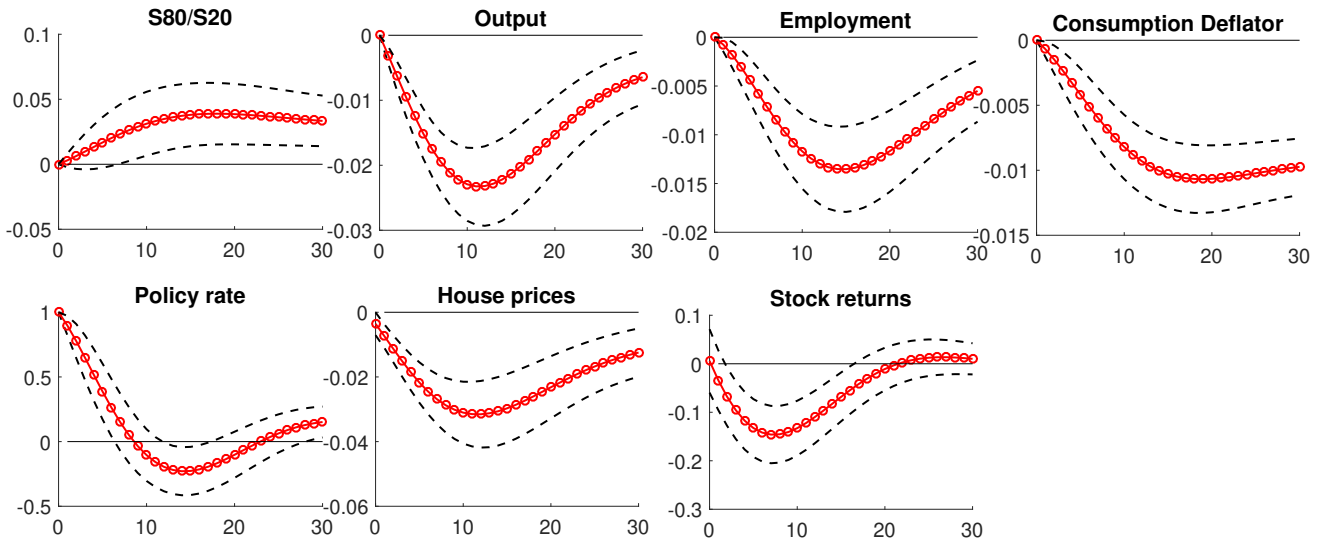 S80/S20
0.1
0.05
0
-0.05
0 10 20 30
Output
0
-0.01
-0.02
-0.03
0 10 20 30
Employment
0
-0.005
-0.01
-0.015
-0.02
0 10 20 30
Consumption Deflator
0
-0.005
-0.01
-0.015
0 10 20 30
Policy rate
1
0.5
0
-0.5
0 10 20 30
House prices
0
-0.02
-0.04
-0.06
0 10 20 30
Stock returns
0.1
0
-0.1
-0.2
-0.3
0 10 20 30